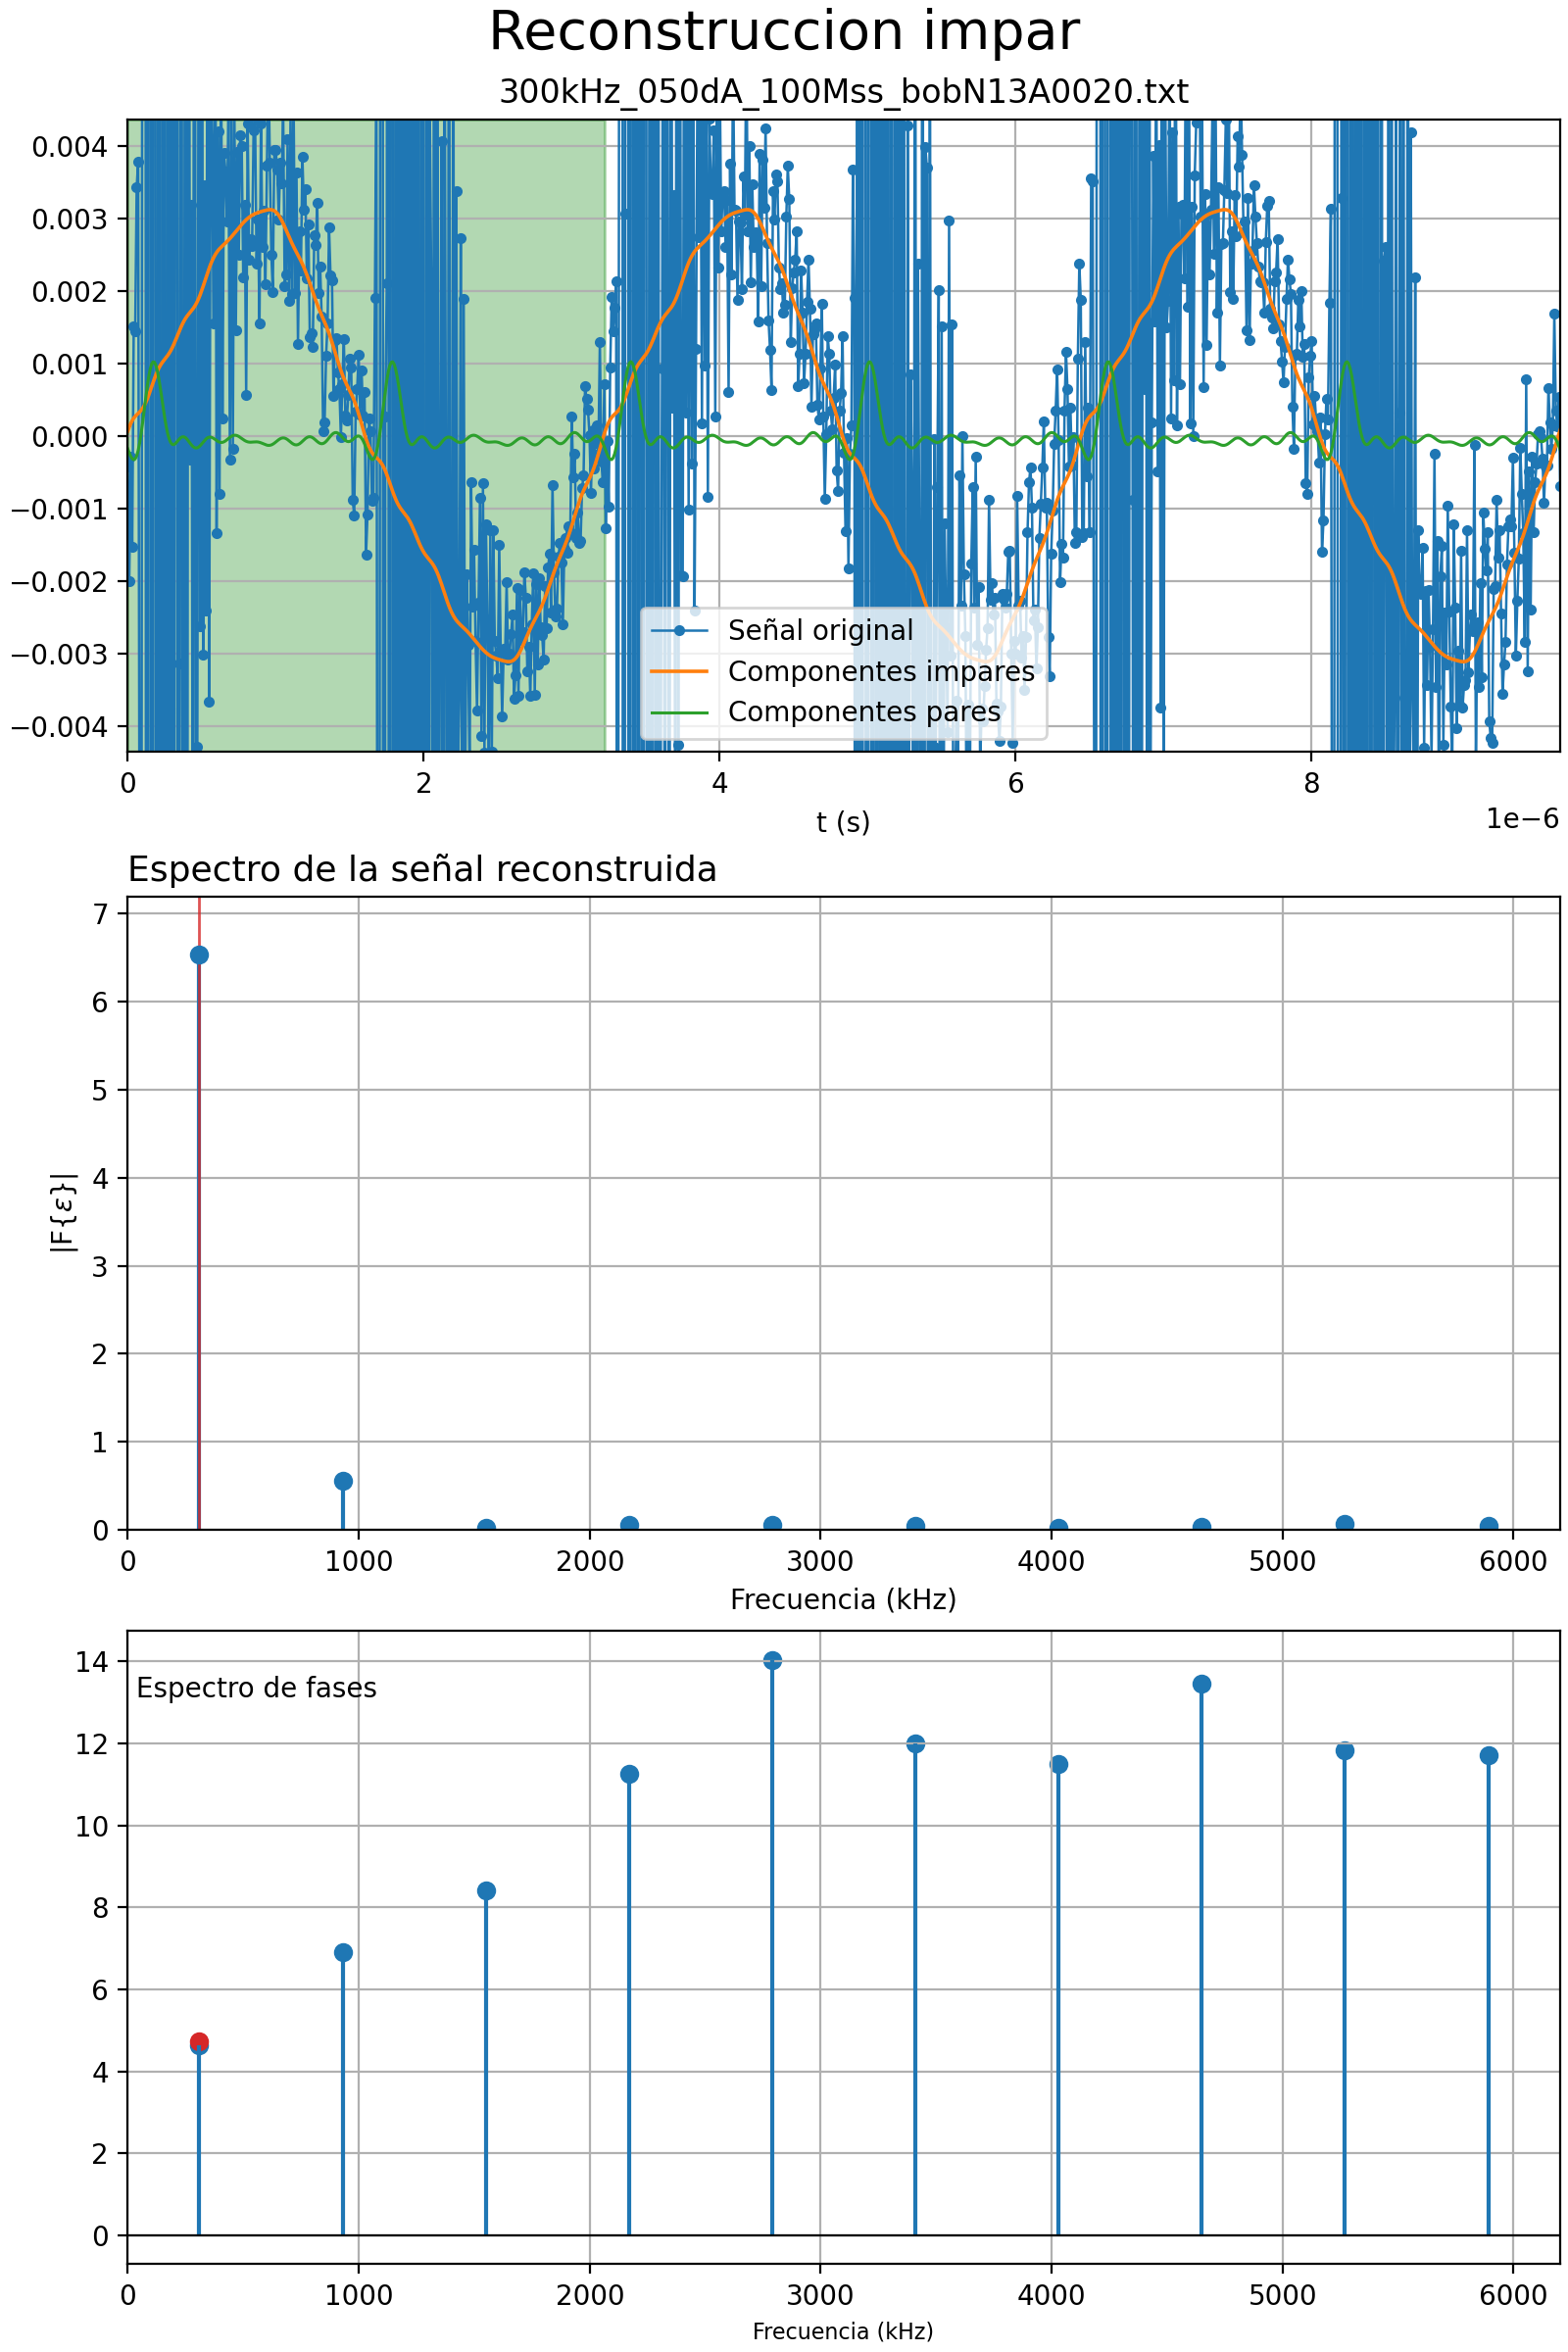 Reconstruccion impar
300kHz_050dA_100Mss_bobN13A0020.txt
0.004
0.003
0.002
0.001
0.000
−0.001
−0.002
−0.003
−0.004
Señal original
Componentes impares
Componentes pares
0 2 4 6 8
1e−6
t (s)
Espectro de la señal reconstruida
7
6
5
4
3
2
1
0
|F{ε}|
0 1000 2000 3000 4000 5000 6000
Frecuencia (kHz)
14
12
10
8
6
4
2
0
Espectro de fases
0 1000 2000 3000 4000 5000 6000
Frecuencia (kHz)